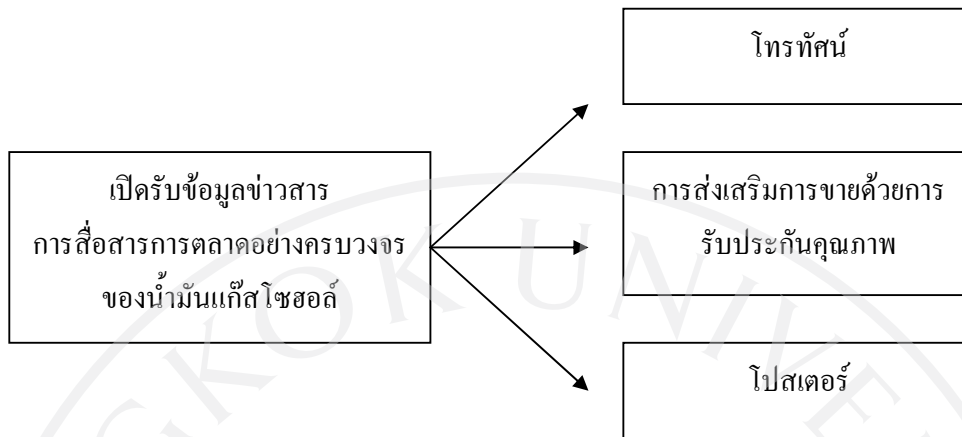 โทรทัศน์
เปิดรับข้อมูลข่าวสาร
การสื่อสารการตลาดอย่างครบวงจร
ของน้ำมันแก๊สโซฮอล์
การส่งเสริมการขายด้วยการ
รับประกันคุณภาพ
โปสเตอร์
GKOK UNIVE